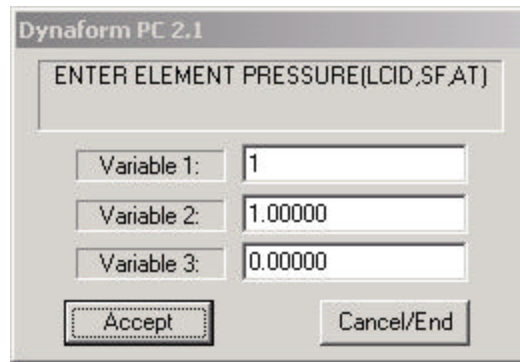 Dynaform PC 2.1
ENTER ELEMENT PRESSURE(LCID,SF,AT)
Variable 1: 1
Variable 2: 1.00000
Variable 3: 0.00000
Accept Cancel/End